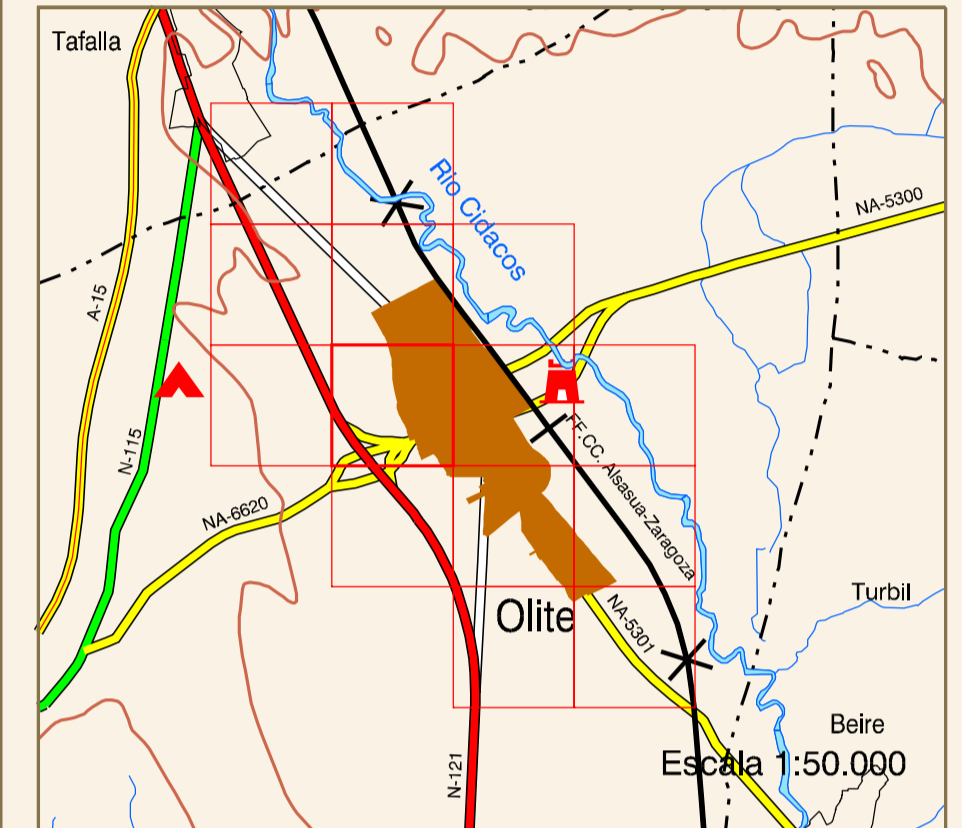 Tafalla
Rio Cidacos
NA-5300
A-15
N-115
FF.CC. Alsasua-Zaragoza
NA-6620
Turbil
Olite
NA-5301
Beire
Escala 1:50.000
N-121